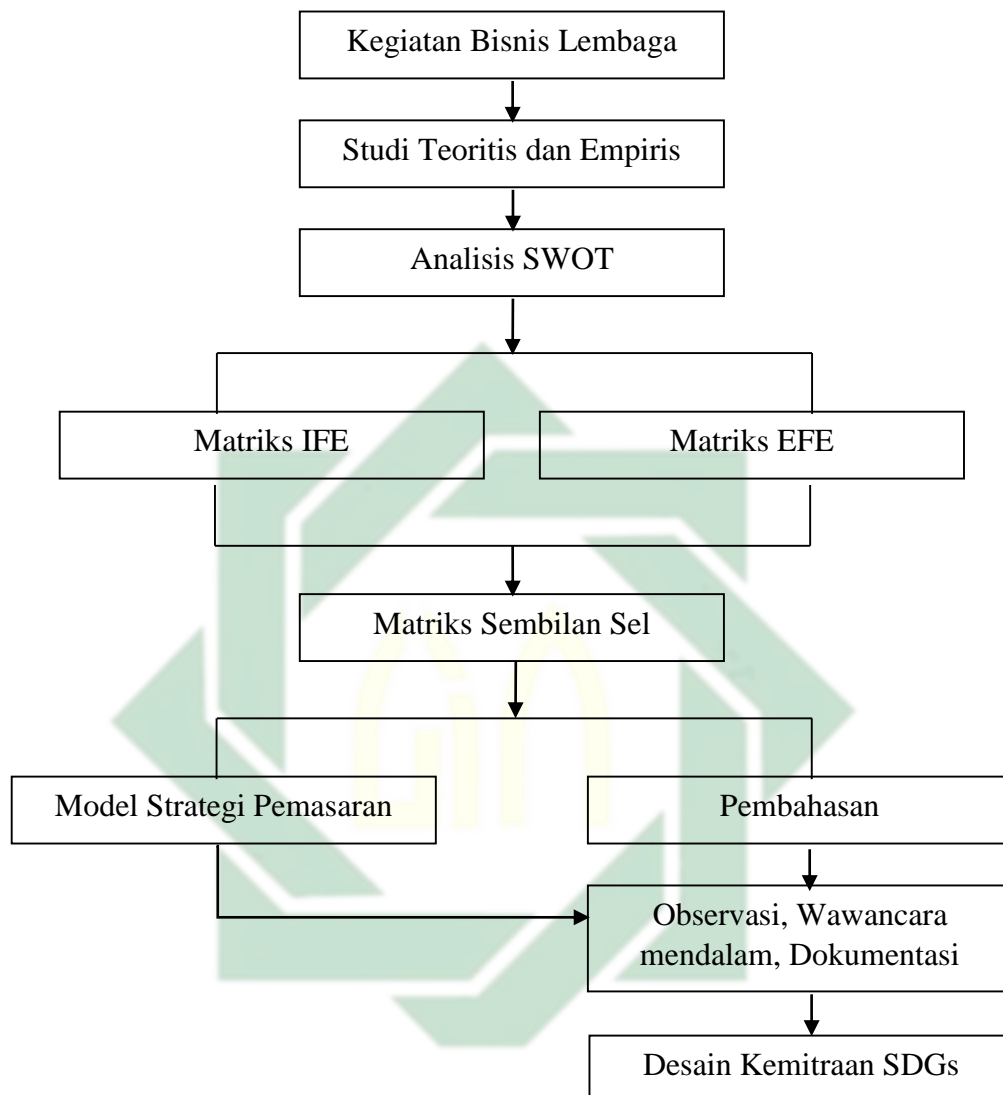 Kegiatan Bisnis Lembaga
Studi Teoritis dan Empiris
Analisis SWOT
Matriks IFE
Matriks EFE
Matriks Sembilan Sel
Model Strategi Pemasaran
Pembahasan
Observasi, Wawancara
mendalam, Dokumentasi
Desain Kemitraan SDGs